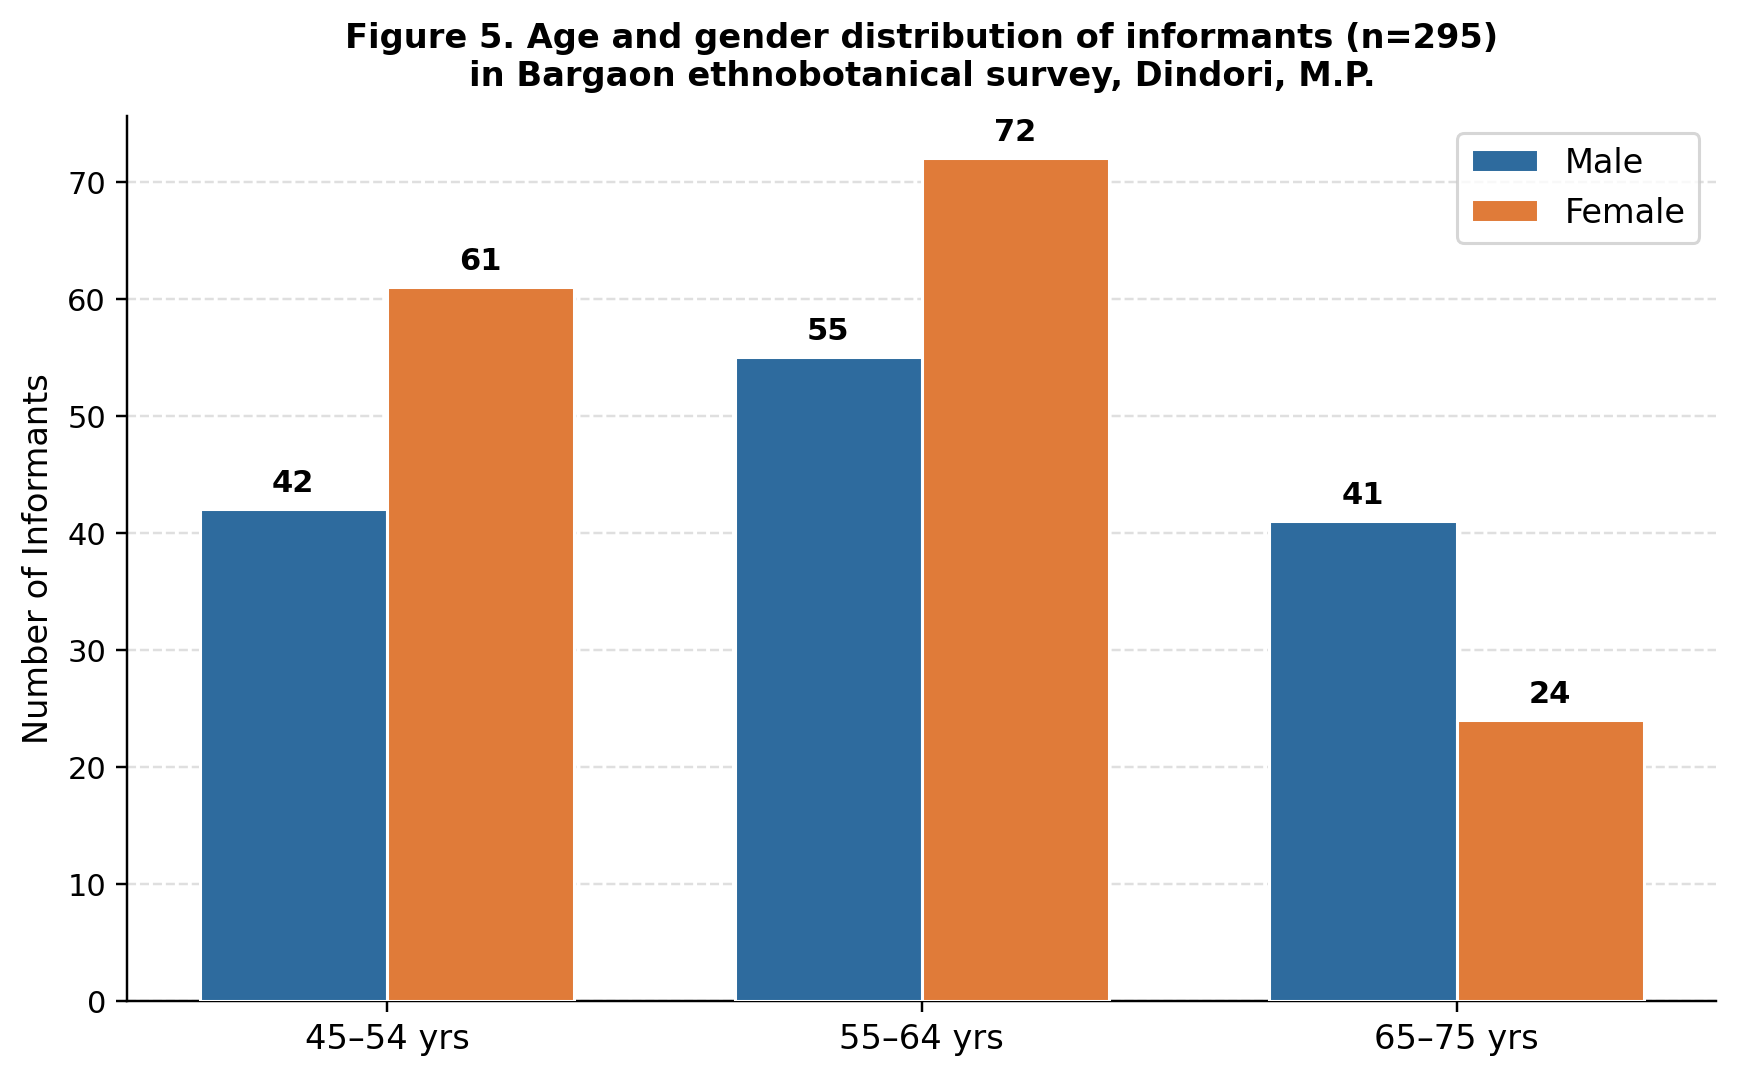 Figure 5. Age and gender distribution of informants (n=295)
in Bargaon ethnobotanical survey, Dindori, M.P.
Male
Female
Number of Informants
70
60
50
40
30
20
10
0
42
61
55
72
41
24
45–54 yrs
55–64 yrs
65–75 yrs